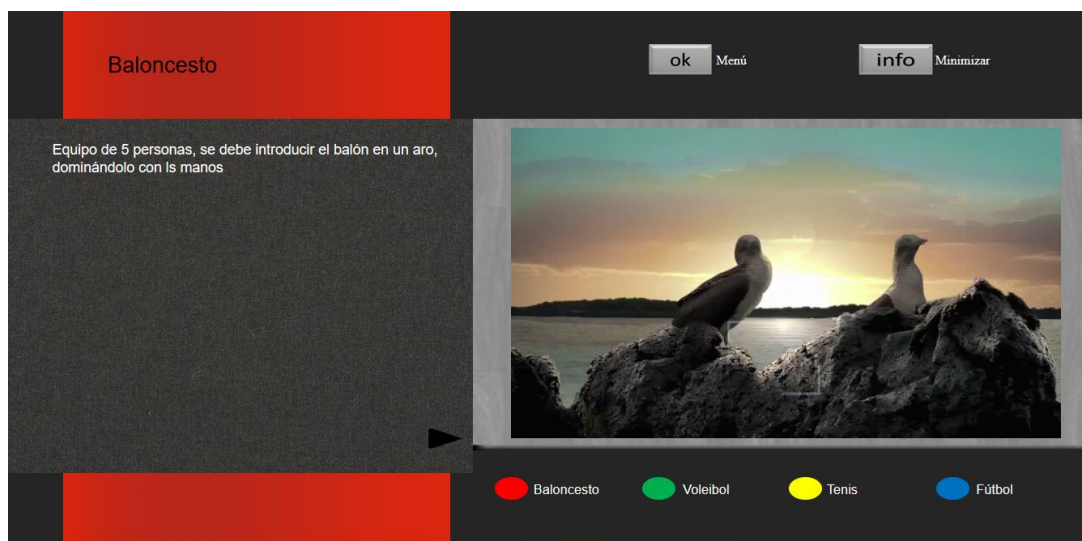 Baloncesto
ok Menú
info Minimizar
Equipo de 5 personas, se debe introducir el balón en un aro,
dominándolo con ls manos
Baloncesto
Voleibol
Tenis
Fútbol